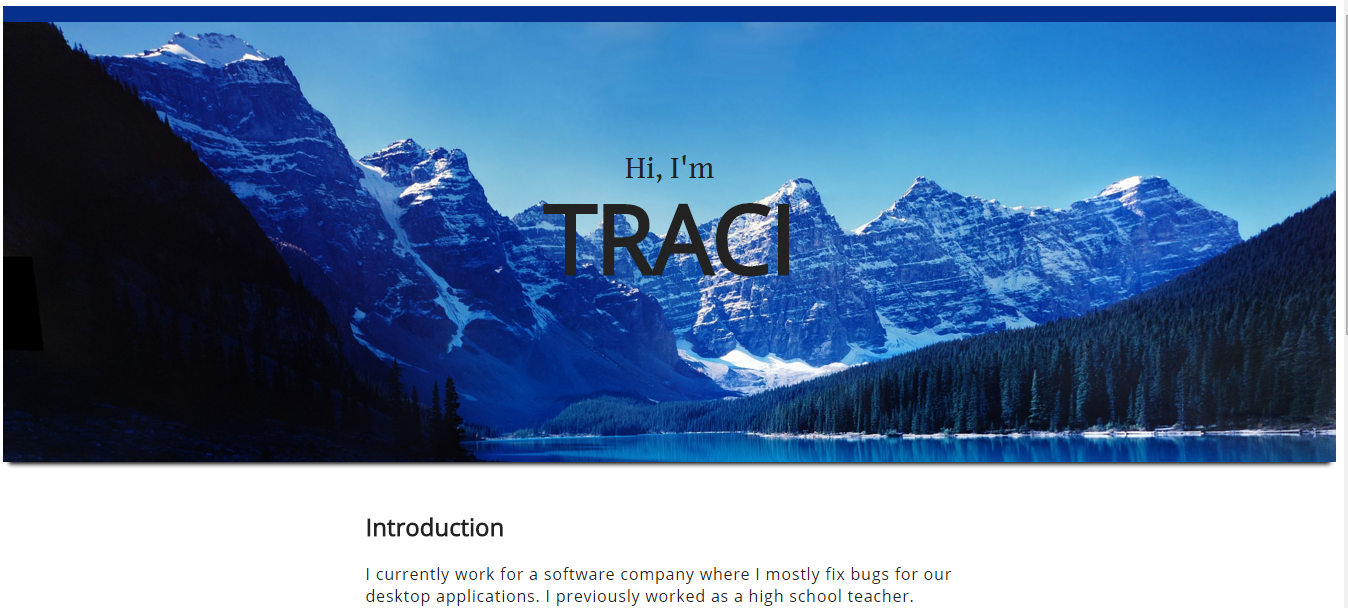 Hi, I'm
TRACI
Introduction
I currently work for a software company where I mostly fix bugs for our
desktop applications. I previously worked as a high school teacher.